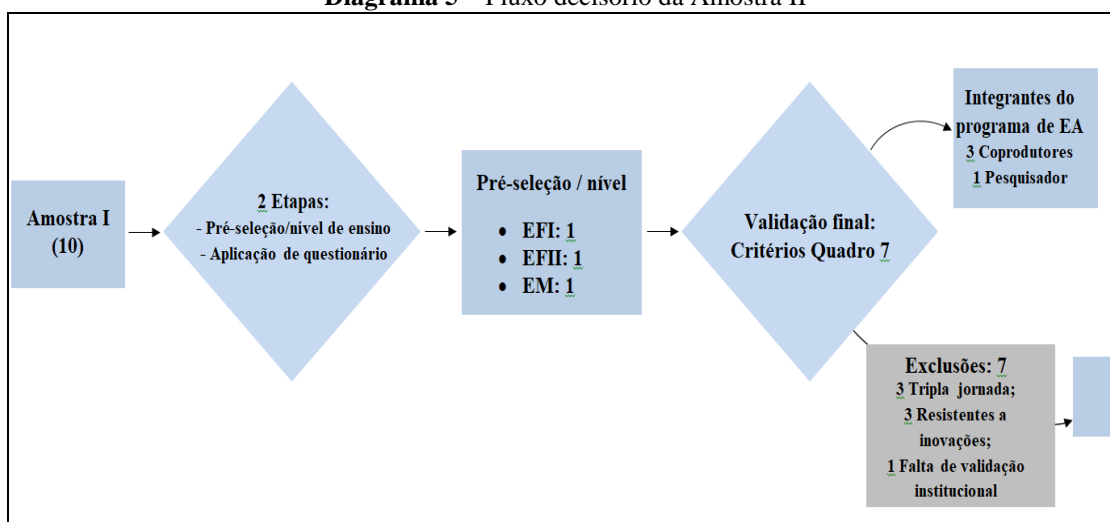 Diagrama 5 – Fluxo decisório da Amostra II
Amostra I
(10)
2 Etapas:
- Pré-seleção/nível de ensino
- Aplicação de questionário
Pré-seleção / nível
• EFI: 1
• EFII: 1
• EM: 1
Validação final:
Critérios Quadro 7
Integrantes do
programa de EA
3 Coprodutores
1 Pesquisador
Exclusões: 7
3 Tripla jornada;
3 Resistentes a
inovações;
1 Falta de validação
institucional